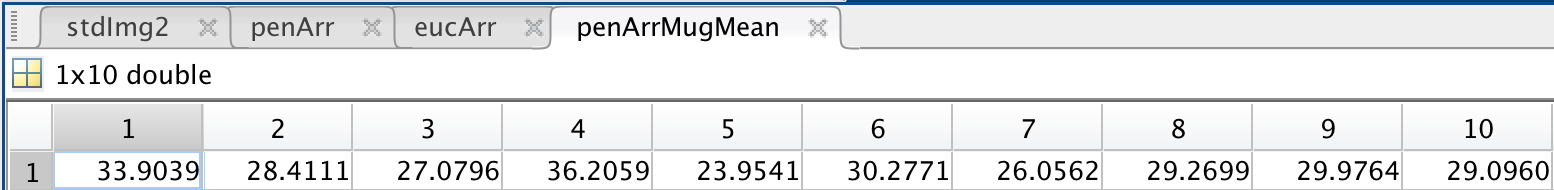 stdImg2 penArr eucArr penArrMugMean
1x10 double
1 2 3 4 5 6 7 8 9 10
1 33.9039 28.4111 27.0796 36.2059 23.9541 30.2771 26.0562 29.2699 29.9764 29.0960